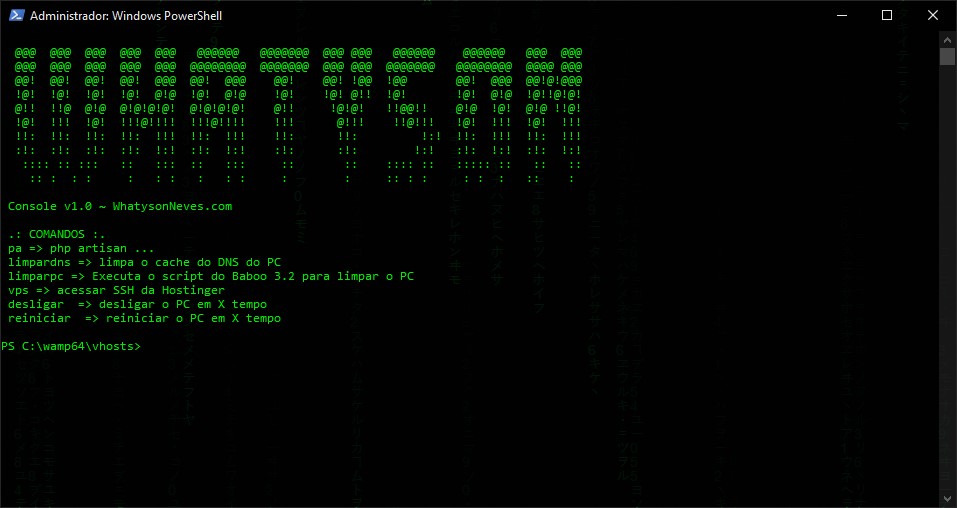 Administrador: Windows PowerShell
WHATYSON
Console v1.0 ~ WhatysonNeves.com
.: COMANDOS :.
pa => php artisan ...
limpardns => limpa o cache do DNS do PC
limparpc => Executa o script do Baboo 3.2 para limpar o PC
vps => acessar SSH da Hostinger
desligar  => desligar o PC em X tempo
reiniciar  => reiniciar o PC em X tempo
PS C:\wamp64\vhosts>